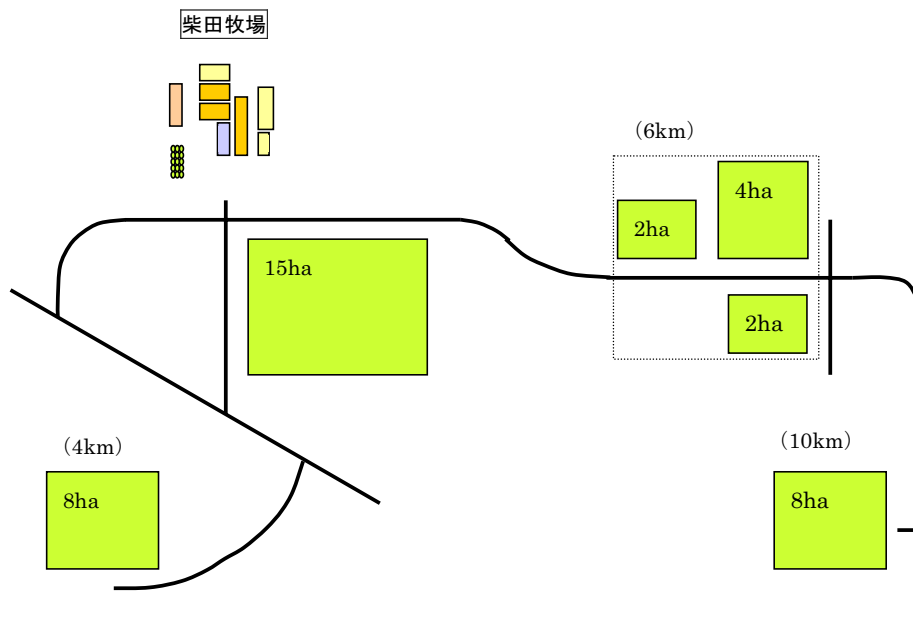 柴田牧場
（6km）
4ha
2ha
15ha
2ha
（4km）
（10km）
8ha
8ha